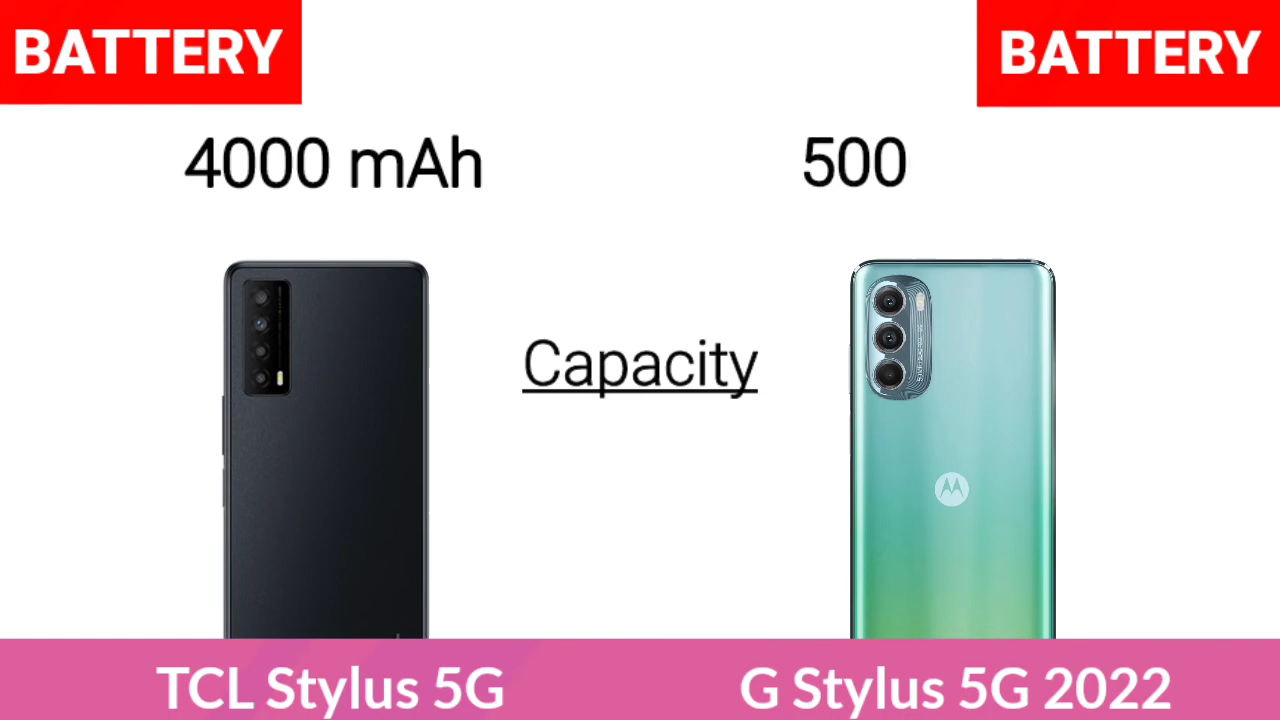 BATTERY
BATTERY
4000 mAh
500
Capacity
TCL Stylus 5G
G Stylus 5G 2022